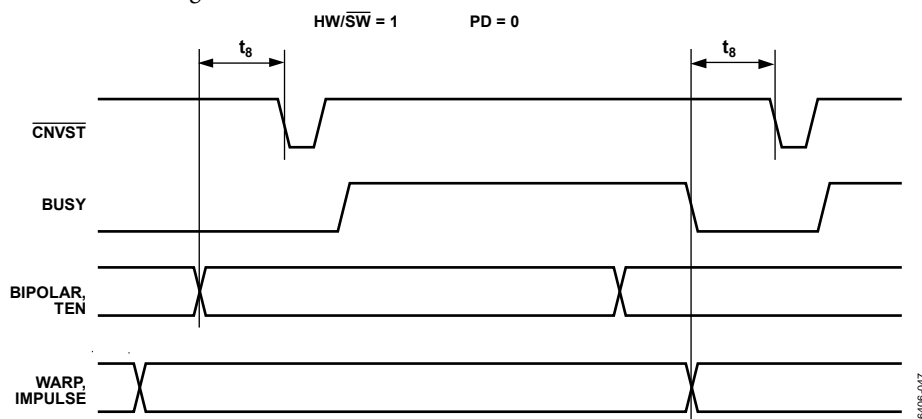 HW/SW = 1 PD = 0
t8 t8
CNVST
BUSY
BIPOLAR,
TEN
WARP,
IMPULSE